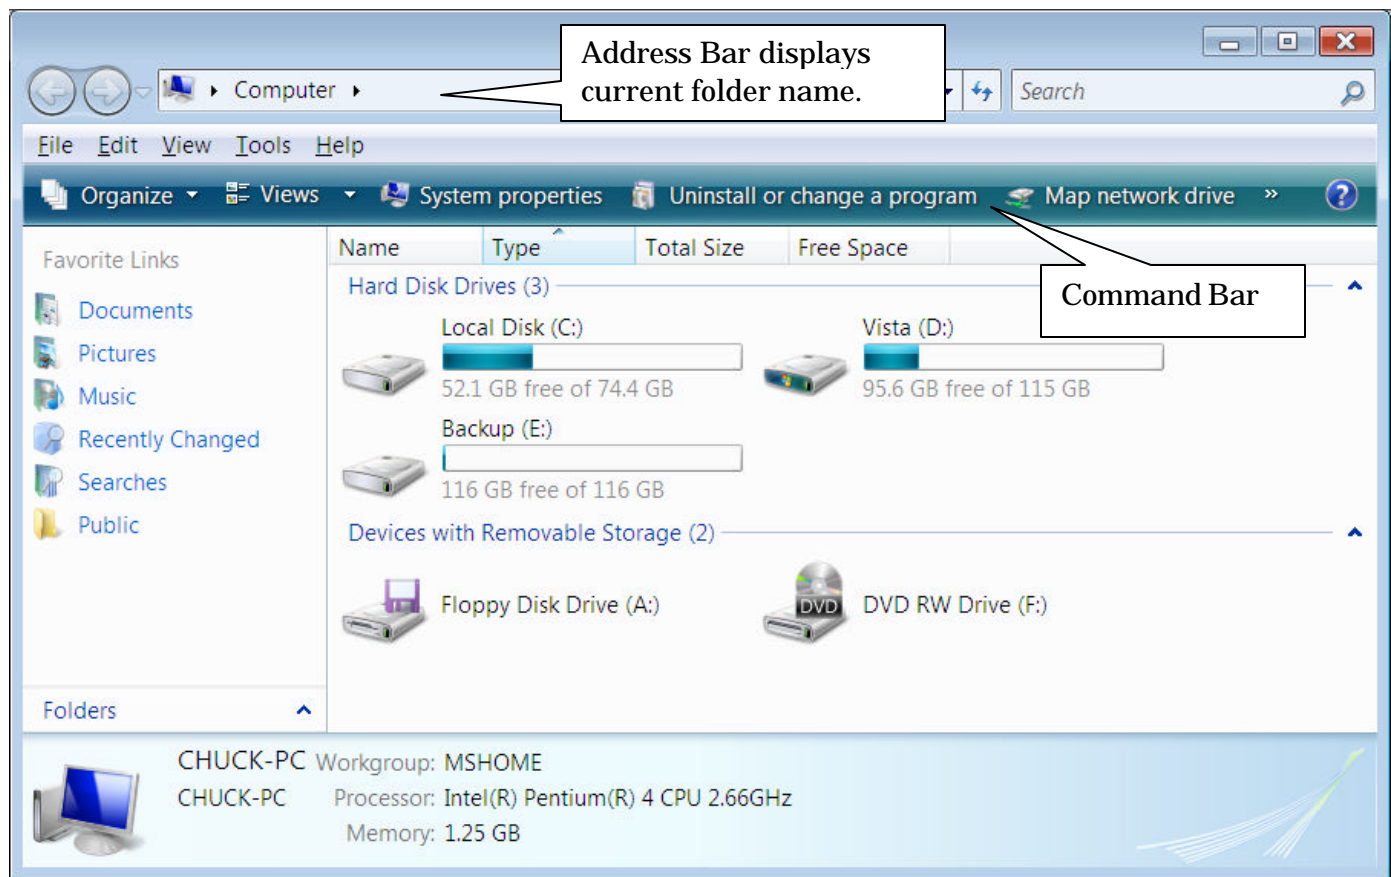 Address Bar displays
current folder name.
Computer
Search
File Edit View Tools Help
Organize Views System properties Uninstall or change a program Map network drive » ?
Favorite Links
Name Type Total Size Free Space
Command Bar
Hard Disk Drives (3)
Documents
Pictures
Music
Recently Changed
Searches
Public
Local Disk (C:)
52.1 GB free of 74.4 GB
Vista (D:)
95.6 GB free of 115 GB
Backup (E:)
116 GB free of 116 GB
Devices with Removable Storage (2)
Floppy Disk Drive (A:)
DVD
DVD RW Drive (F:)
Folders
CHUCK-PC Workgroup: MSHOME
CHUCK-PC Processor: Intel(R) Pentium(R) 4 CPU 2.66GHz
Memory: 1.25 GB